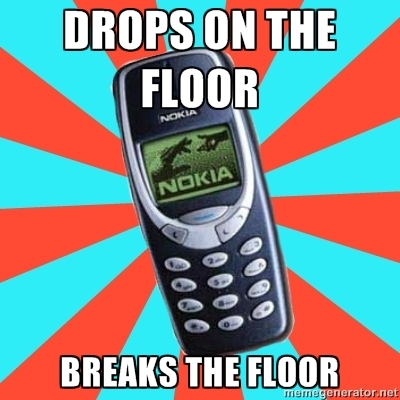 DROPS ON THE
FLOOR
NOKIA
NOKIA
BREAKS THE FLOOR
memegenerator.net